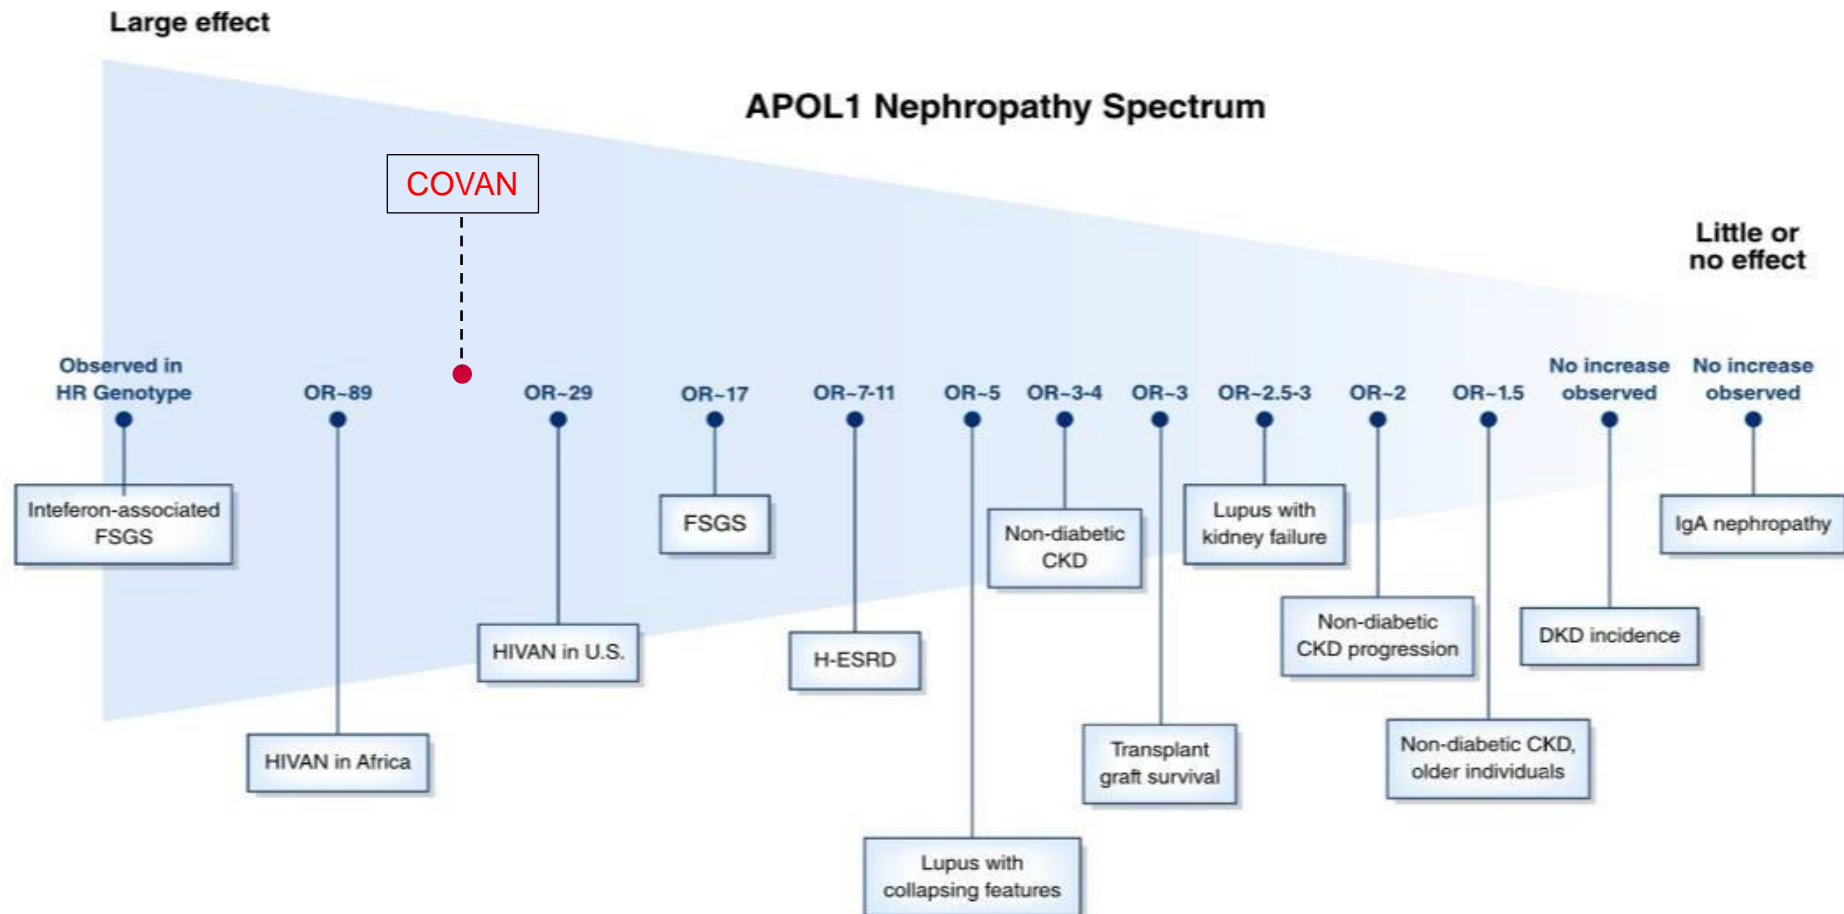 Large effect
APOL1 Nephropathy Spectrum
COVAN
Little or
no effect
Observed in
HR Genotype
OR~89
OR~29
OR~17
OR~7-11
OR~5
OR~3-4
OR~3
OR~2.5-3
OR~2
OR~1.5
No increase
observed
No increase
observed
Inteferon-associated
FSGS
HIVAN in Africa
HIVAN in U.S.
FSGS
H-ESRD
Lupus with
collapsing features
Non-diabetic
CKD
Transplant
graft survival
Lupus with
kidney failure
Non-diabetic
CKD progression
Non-diabetic CKD,
older individuals
DKD incidence
IgA nephropathy